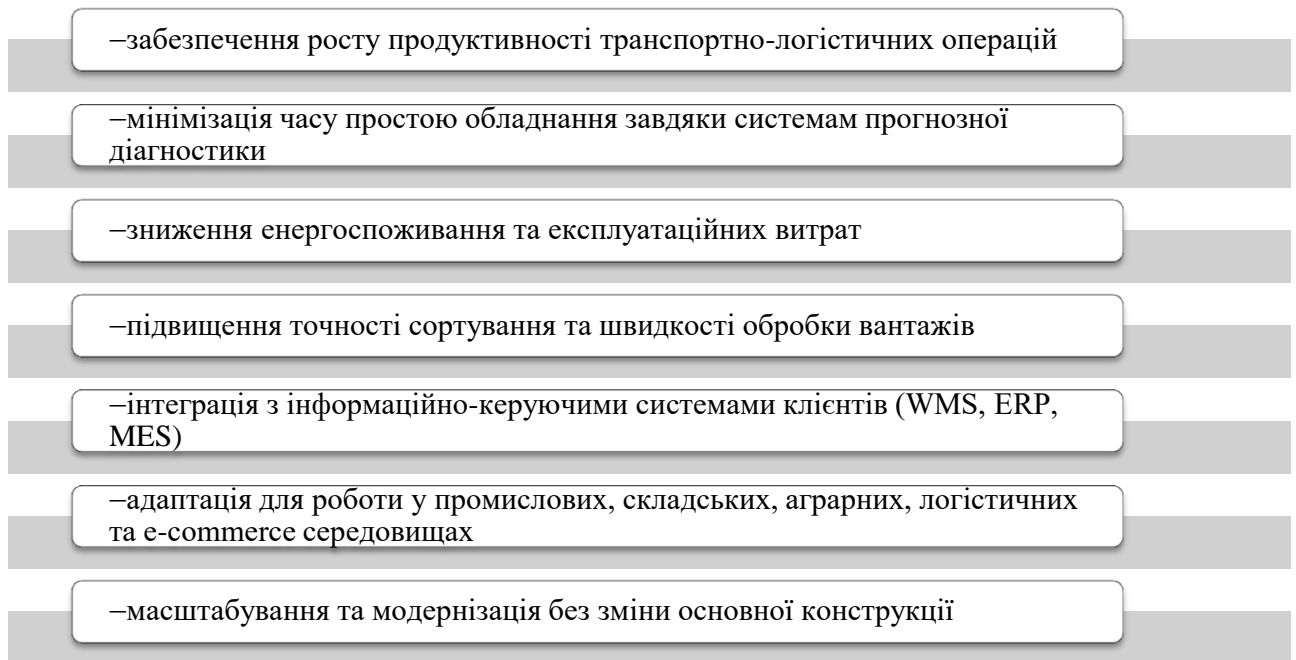 –забезпечення росту продуктивності транспортно-логістичних операцій
–мінімізація часу простою обладнання завдяки системам прогнозної
діагностики
–зниження енергоспоживання та експлуатаційних витрат
–підвищення точності сортування та швидкості обробки вантажів
–інтеграція з інформаційно-керуючими системами клієнтів (WMS, ERP,
MES)
–адаптація для роботи у промислових, складських, аграрних, логістичних
та e-commerce середовищах
–масштабування та модернізація без зміни основної конструкції